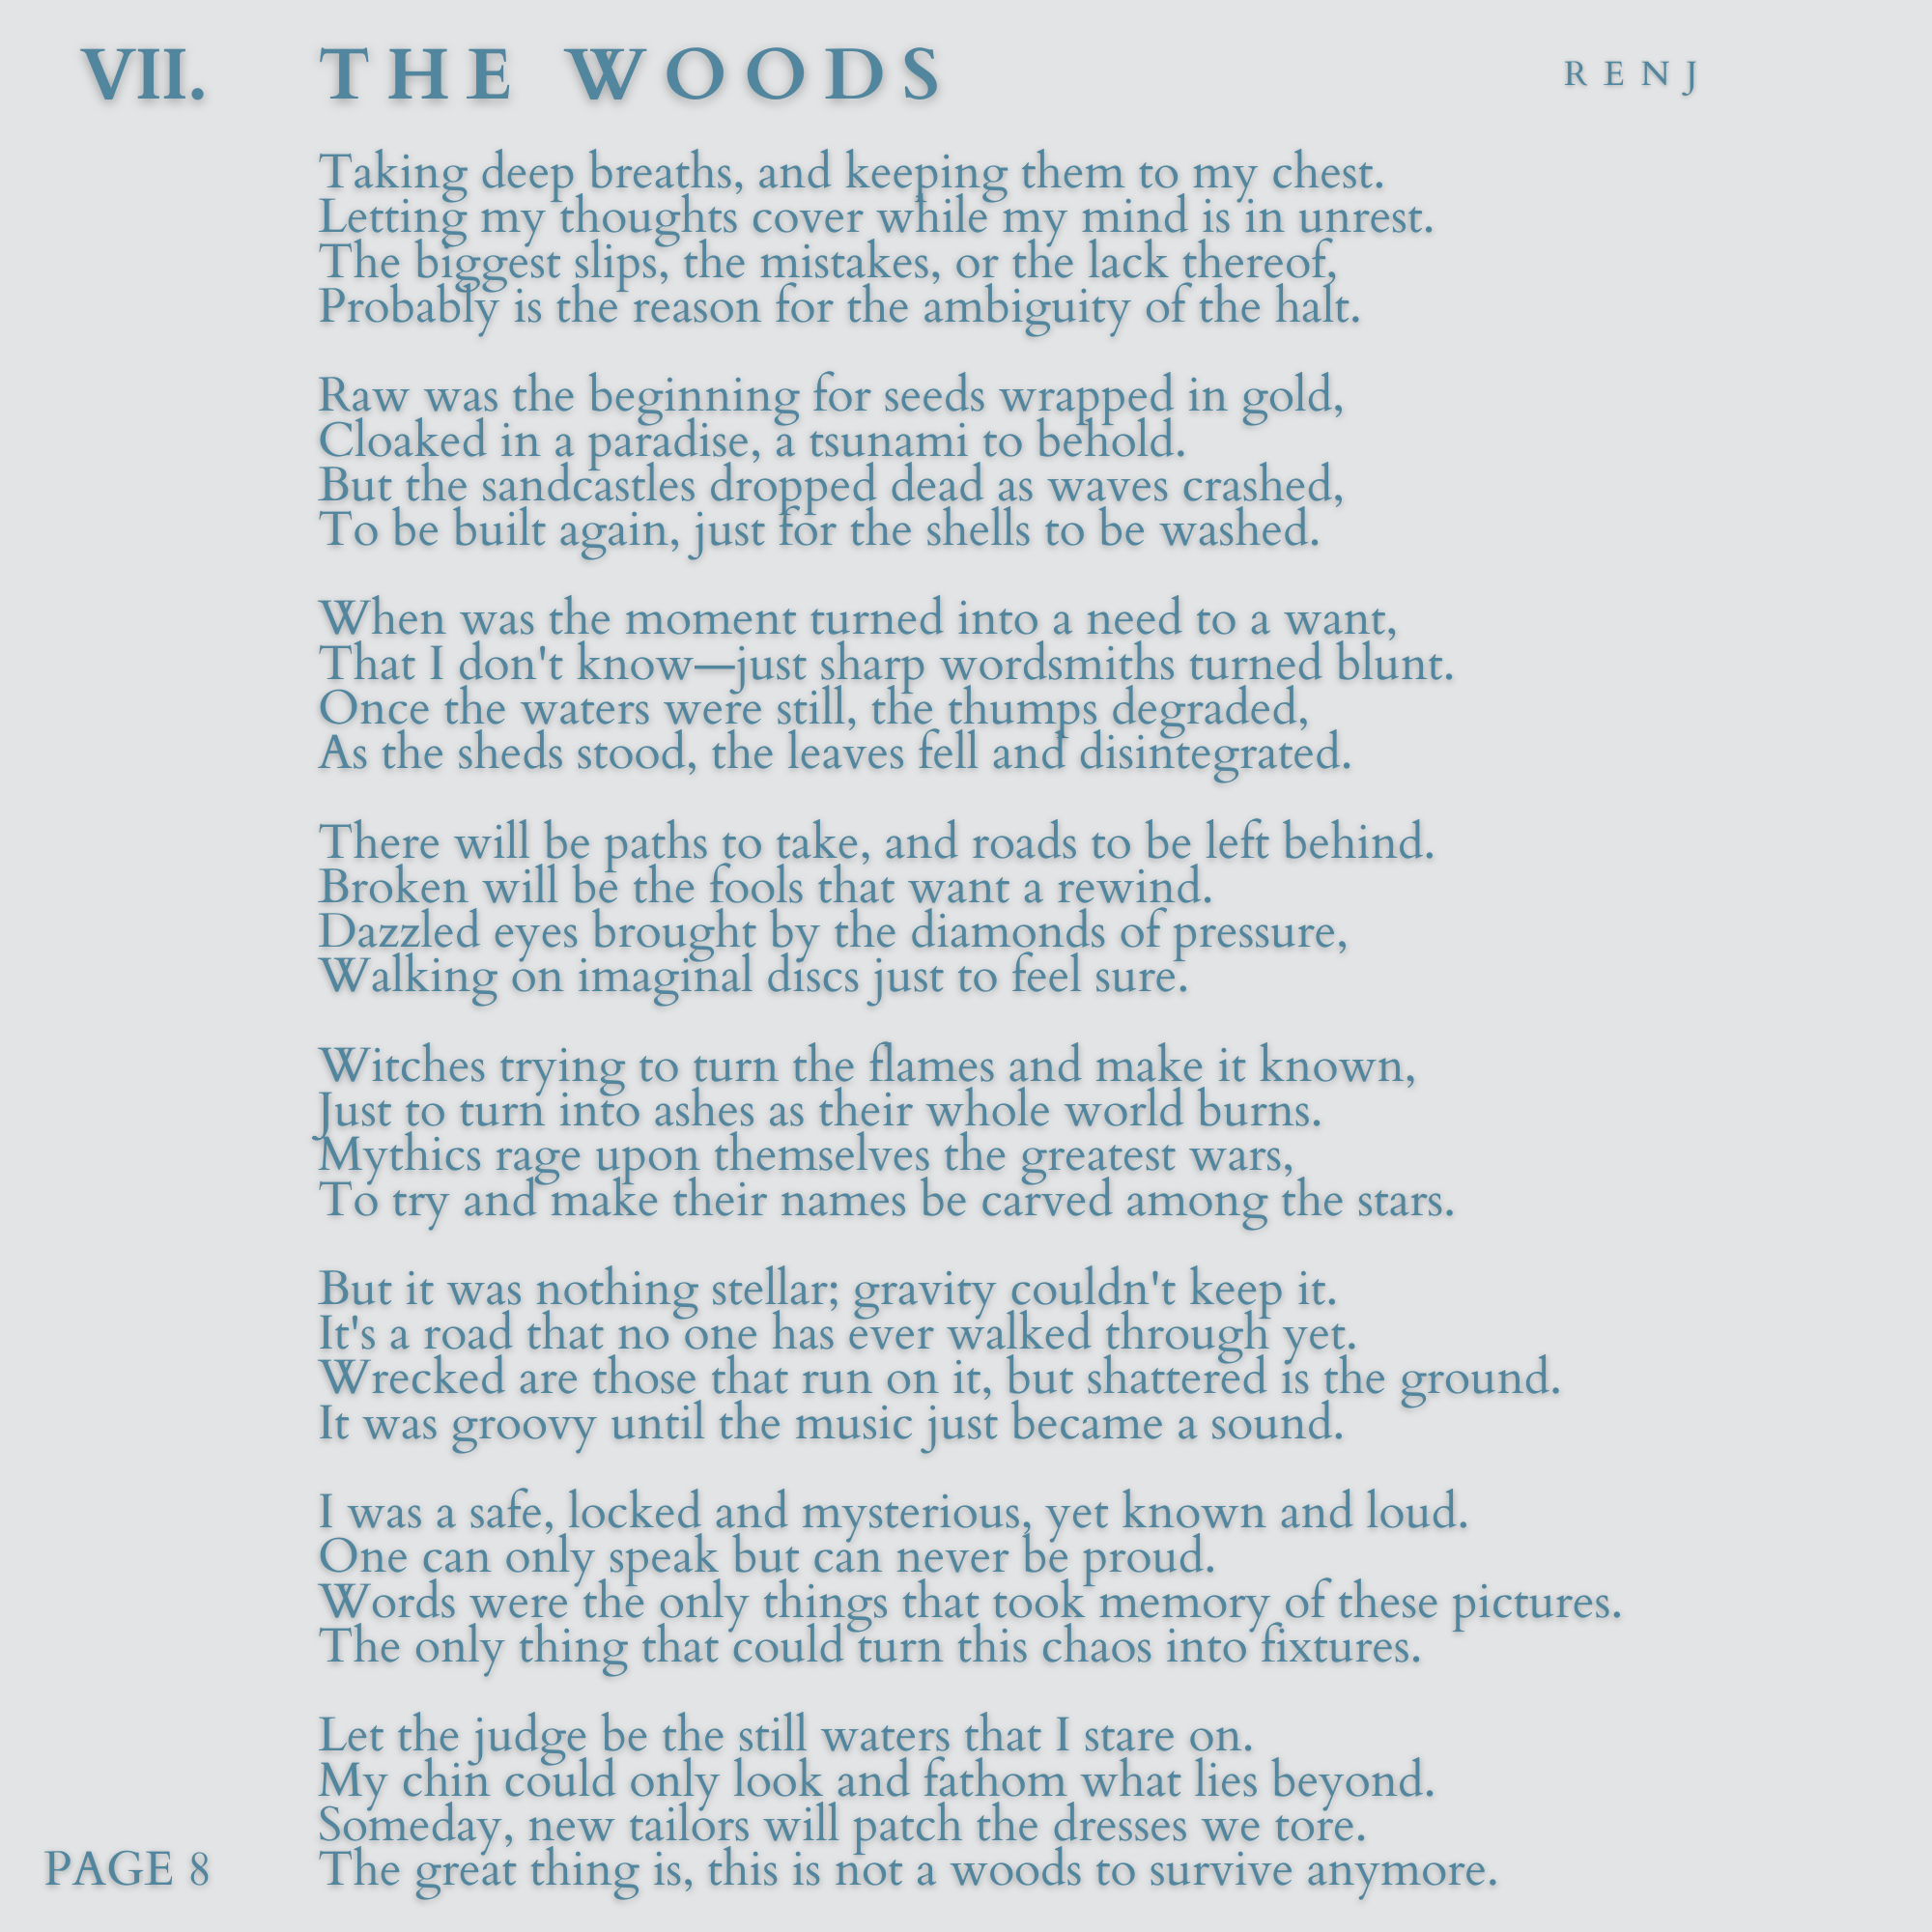 VII. THE WOODS RENJ
Taking deep breaths, and keeping them to my chest.
Letting my thoughts cover while my mind is in unrest.
The biggest slips, the mistakes, or the lack thereof,
Probably is the reason for the ambiguity of the halt.
Raw was the beginning for seeds wrapped in gold,
Cloaked in a paradise, a tsunami to behold.
But the sandcastles dropped dead as waves crashed,
To be built again, just for the shells to be washed.
When was the moment turned into a need to a want,
That I don't know—just sharp wordsmiths turned blunt.
Once the waters were still, the thumps degraded,
As the sheds stood, the leaves fell and disintegrated.
There will be paths to take, and roads to be left behind.
Broken will be the fools that want a rewind.
Dazzled eyes brought by the diamonds of pressure,
Walking on imaginal discs just to feel sure.
Witches trying to turn the flames and make it known,
Just to turn into ashes as their whole world burns.
Mythics rage upon themselves the greatest wars,
To try and make their names be carved among the stars.
But it was nothing stellar; gravity couldn't keep it.
It's a road that no one has ever walked through yet.
Wrecked are those that run on it, but shattered is the ground.
It was groovy until the music just became a sound.
I was a safe, locked and mysterious, yet known and loud.
One can only speak but can never be proud.
Words were the only things that took memory of these pictures.
The only thing that could turn this chaos into fixtures.
Let the judge be the still waters that I stare on.
My chin could only look and fathom what lies beyond.
Someday, new tailors will patch the dresses we tore.
The great thing is, this is not a woods to survive anymore.
PAGE 8